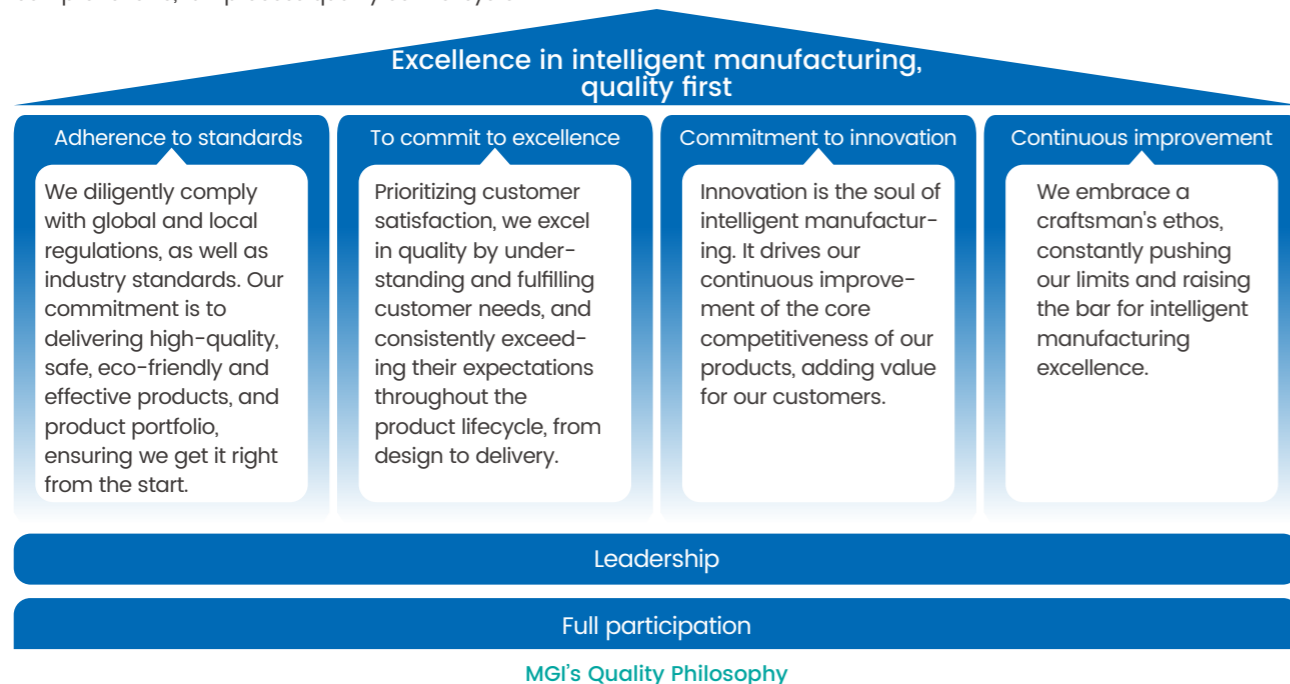 Excellence in intelligent manufacturing,
quality first
Adherence to standards
We diligently comply
with global and local
regulations, as well as
industry standards. Our
commitment is to
delivering high-quality,
safe, eco-friendly and
effective products, and
product portfolio,
ensuring we get it right
from the start.
To commit to excellence
Prioritizing customer
satisfaction, we excel
in quality by under-
standing and fulfilling
customer needs, and
consistently exceed-
ing their expectations
throughout the
product lifecycle, from
design to delivery.
Commitment to innovation
Innovation is the soul of
intelligent manufactur-
ing. It drives our
continuous improve-
ment of the core
competitiveness of our
products, adding value
for our customers.
Continuous improvement
We embrace a
craftsman's ethos,
constantly pushing
our limits and raising
the bar for intelligent
manufacturing
excellence.
Leadership
Full participation
MGI's Quality Philosophy